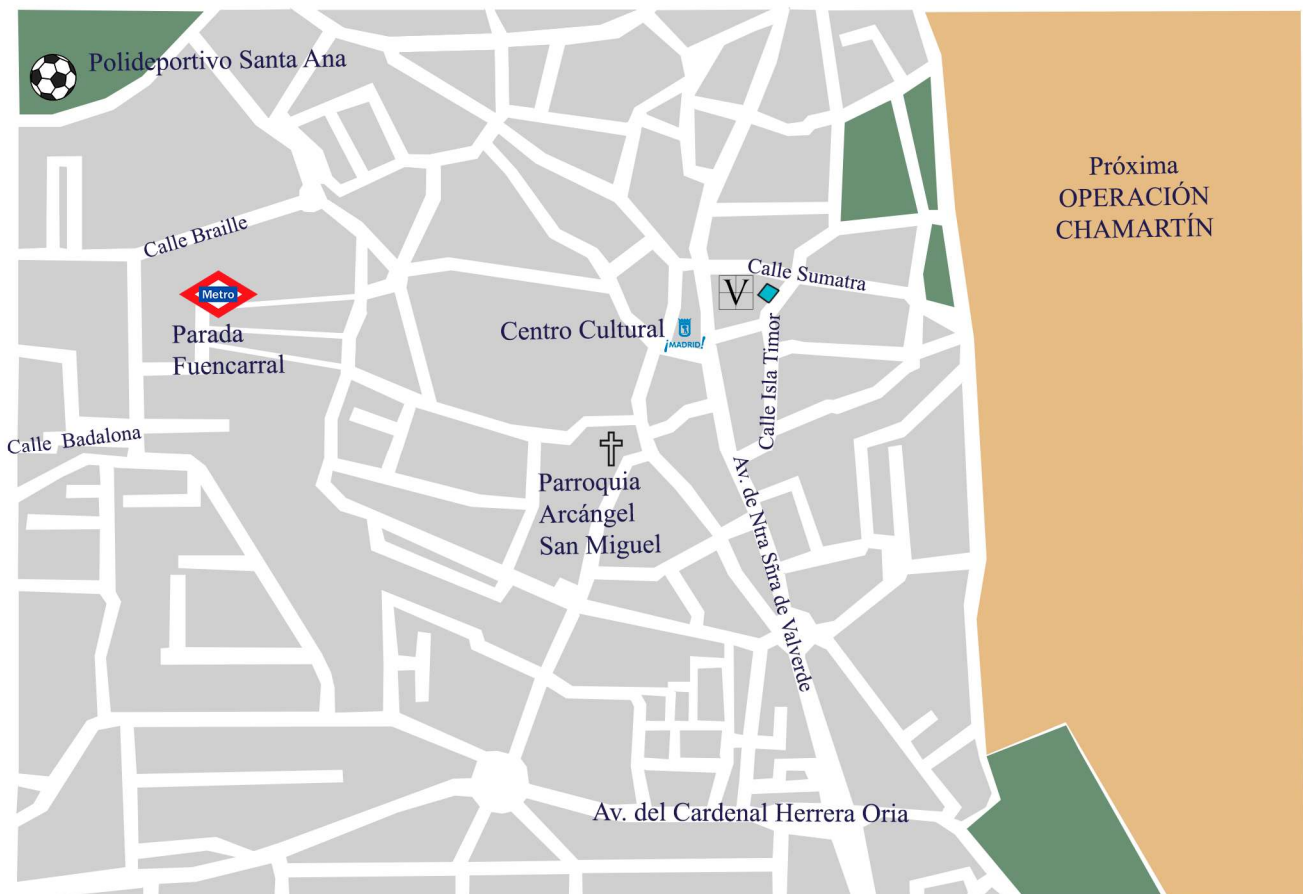 Polideportivo Santa Ana
Próxima
OPERACIÓN
CHAMARTÍN
Calle Braille
Calle Sumatra
Metro
V
Parada
Fuencarral
Centro Cultural
¡MADRID!
Calle Isla Timor
Calle Badalona
Parroquia
Arcángel
San Miguel
Av. de Ntra Sñra de Valverde
Av. del Cardenal Herrera Oria